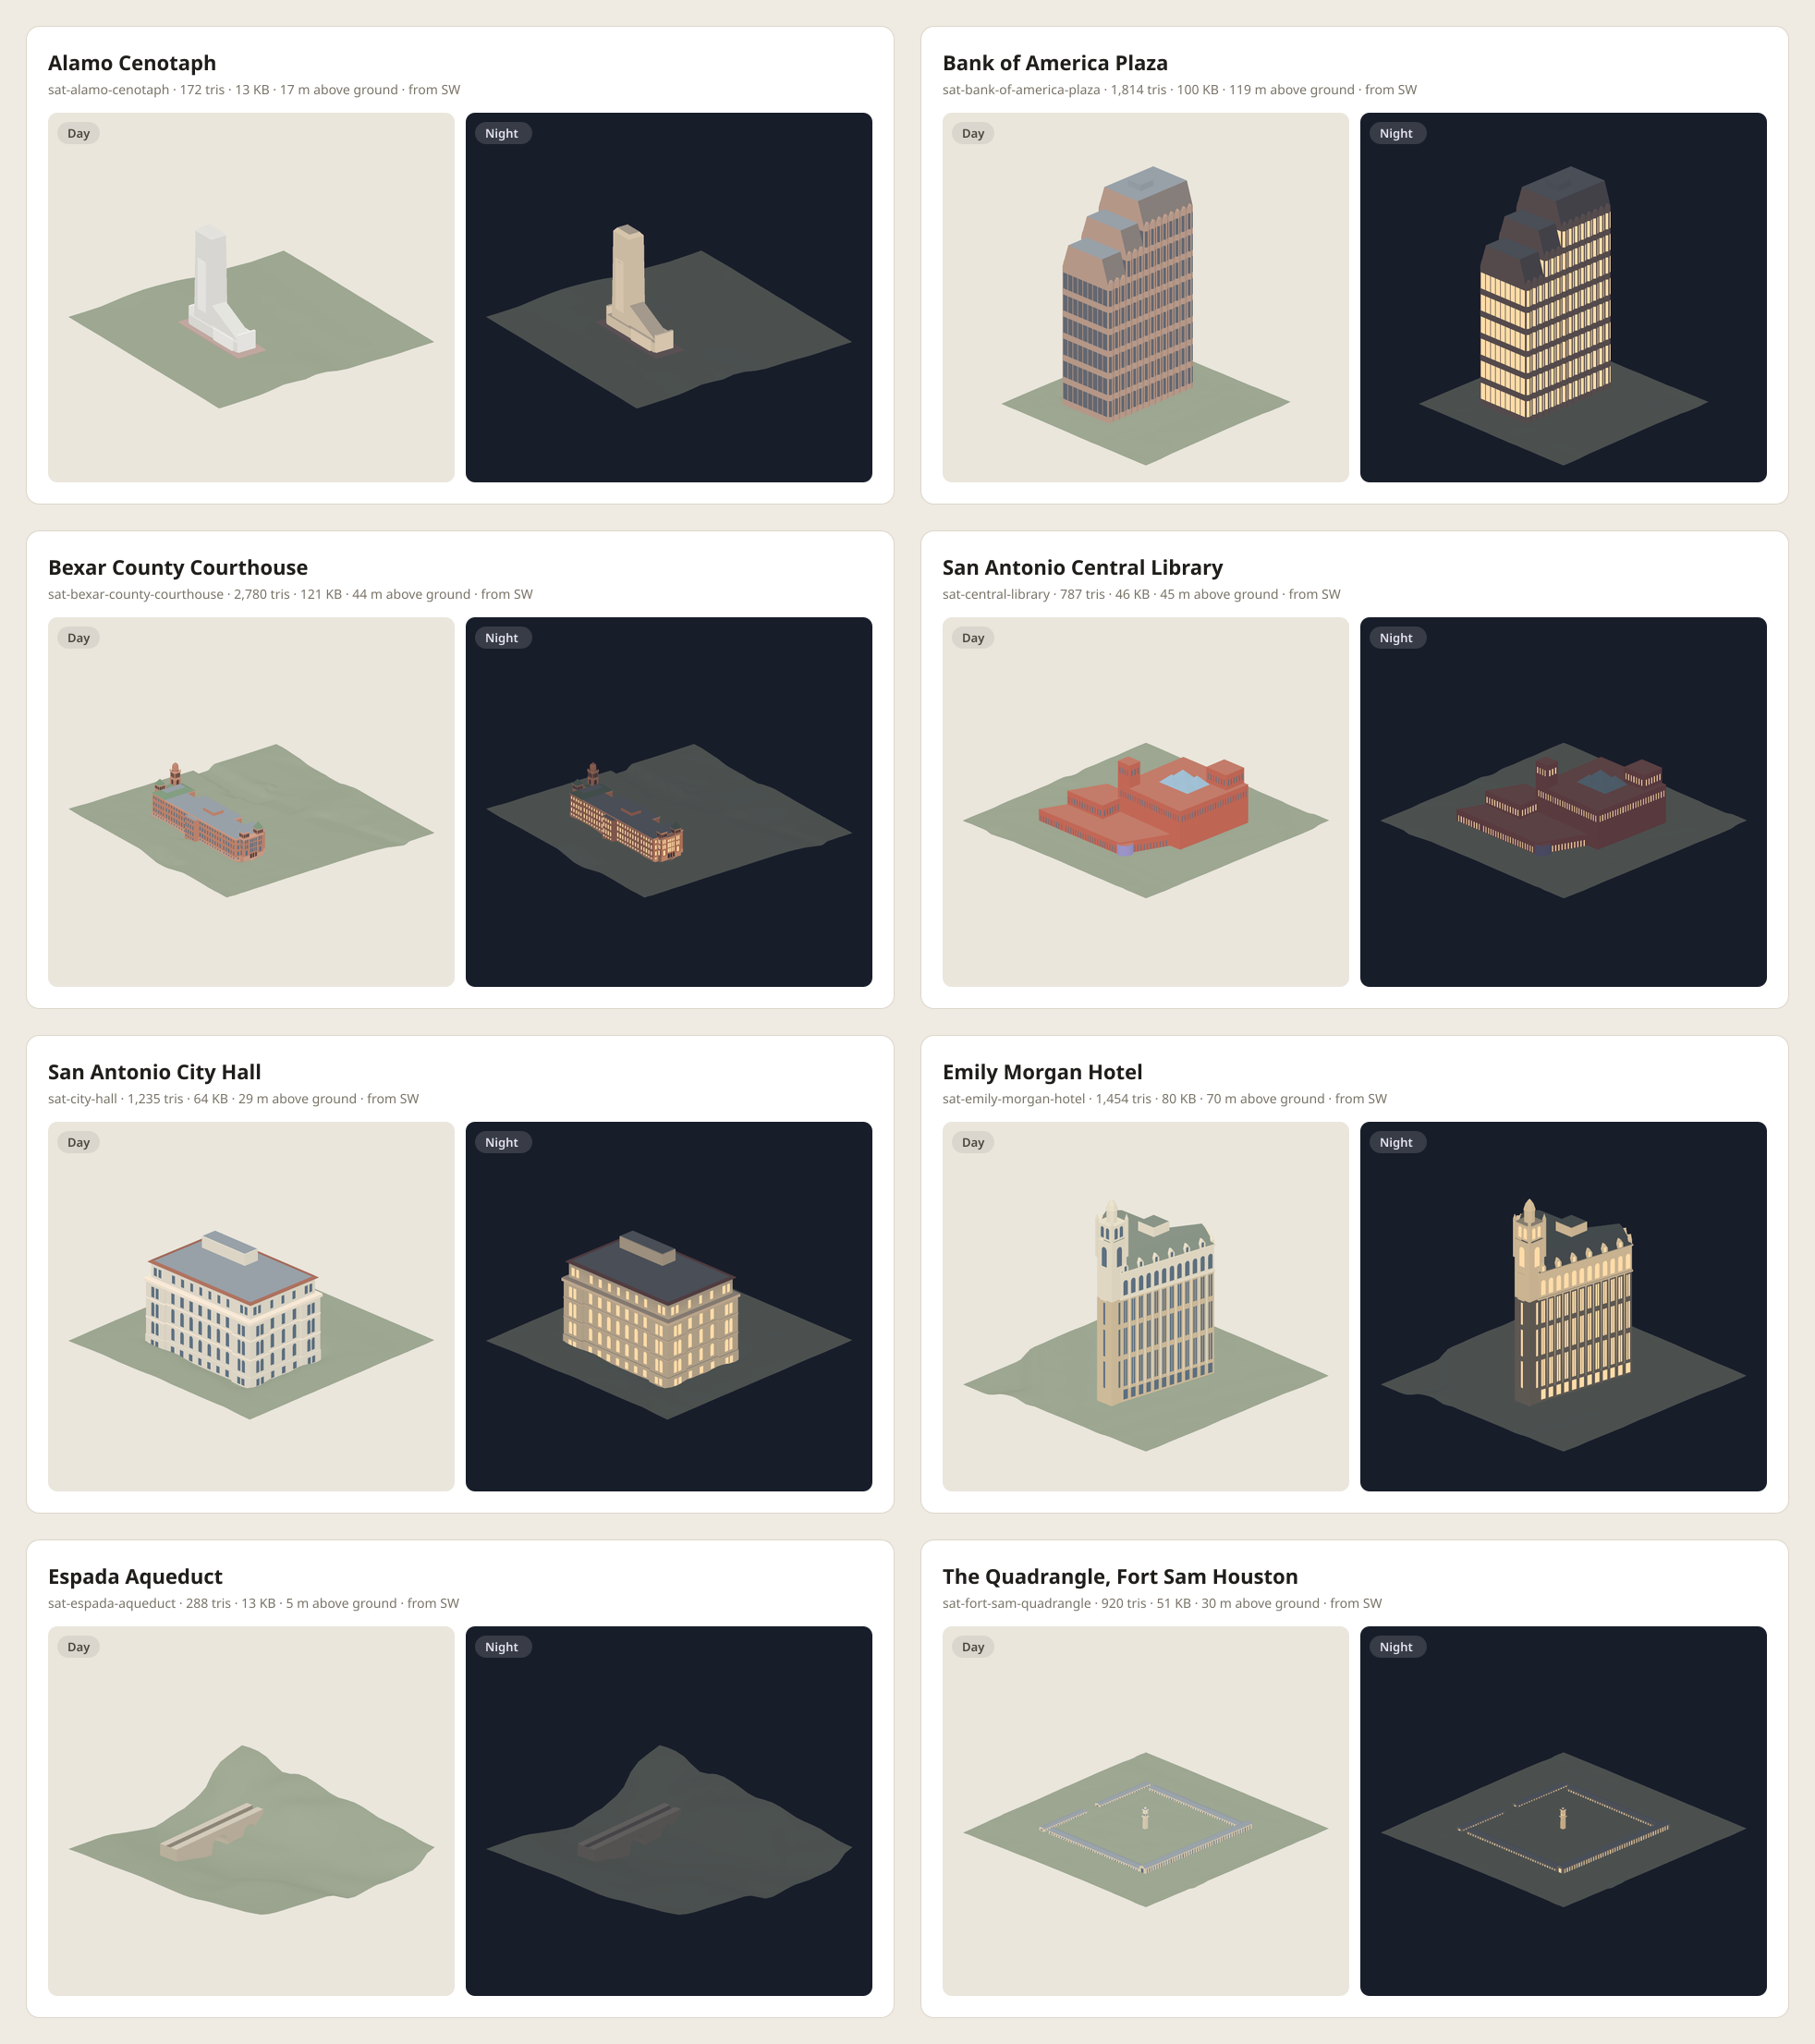 Alamo Cenotaph
sat-alamo-cenotaph · 172 tris · 13 KB · 17 m above ground · from SW
Day
Night
Bank of America Plaza
sat-bank-of-america-plaza · 1,814 tris · 100 KB · 119 m above ground · from SW
Day
Night
Bexar County Courthouse
sat-bexar-county-courthouse · 2,780 tris · 121 KB · 44 m above ground · from SW
Day
Night
San Antonio Central Library
sat-central-library · 787 tris · 46 KB · 45 m above ground · from SW
Day
Night
San Antonio City Hall
sat-city-hall · 1,235 tris · 64 KB · 29 m above ground · from SW
Day
Night
Emily Morgan Hotel
sat-emily-morgan-hotel · 1,454 tris · 80 KB · 70 m above ground · from SW
Day
Night
Espada Aqueduct
sat-espada-aqueduct · 288 tris · 13 KB · 5 m above ground · from SW
Day
Night
The Quadrangle, Fort Sam Houston
sat-fort-sam-quadrangle · 920 tris · 51 KB · 30 m above ground · from SW
Day
Night